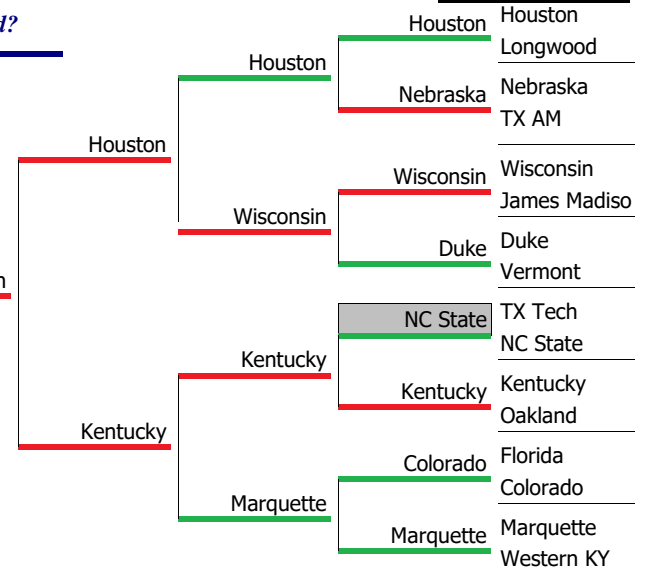 d?
Houston
Houston
Longwood
Houston
Nebraska
Nebraska
TX AM
Houston
Wisconsin
Wisconsin
James Madiso
Wisconsin
Duke
Duke
Vermont
n
NC State
TX Tech
NC State
Kentucky
Kentucky
Kentucky
Oakland
Kentucky
Colorado
Florida
Colorado
Marquette
Marquette
Marquette
Western KY